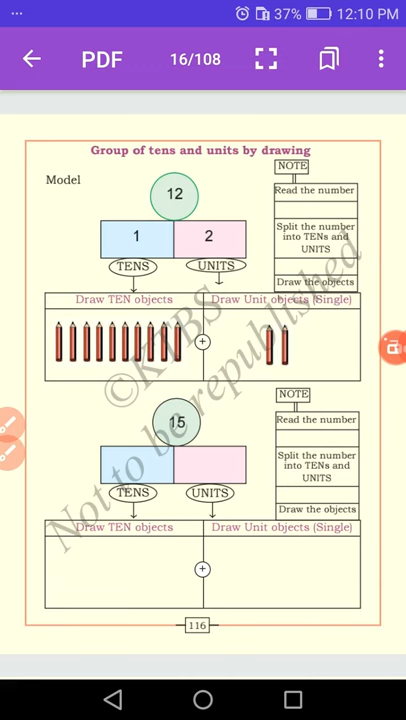 37% 12:10 PM
PDF 16/108
Group of tens and units by drawing
Model
NOTE
12
Read the number
Split the number
into TENs and
UNITS
1 2
TENS UNITS
Draw the objects
Draw TEN objects Draw Unit objects (Single)
+
NOTE
15
Read the number
Split the number
into TENs and
UNITS
TENS UNITS
Draw the objects
Draw TEN objects Draw Unit objects (Single)
+
©KTBS
Not to be republished
116